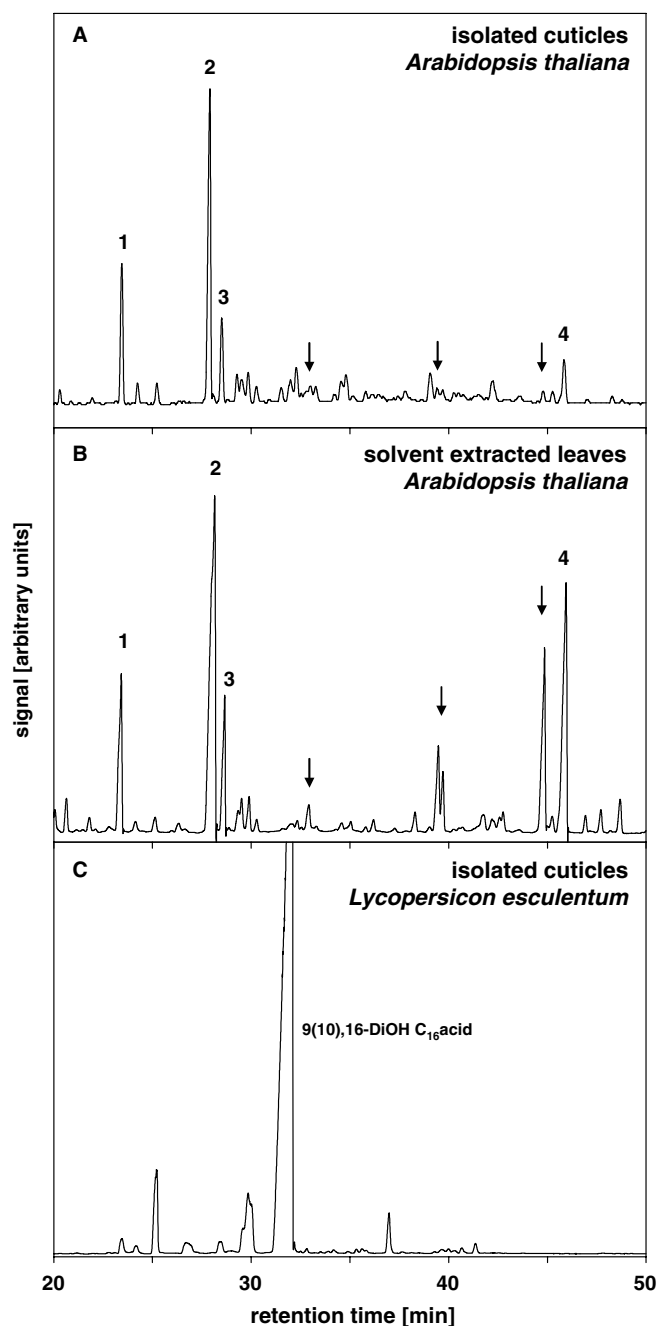 A
isolated cuticles
Arabidopsis thaliana
2
1
3
4
B
solvent extracted leaves
Arabidopsis thaliana
2
4
1
3
signal [arbitrary units]
C
isolated cuticles
Lycopersicon esculentum
9(10),16-DiOH C₁₆acid
20 30 40 50
retention time [min]